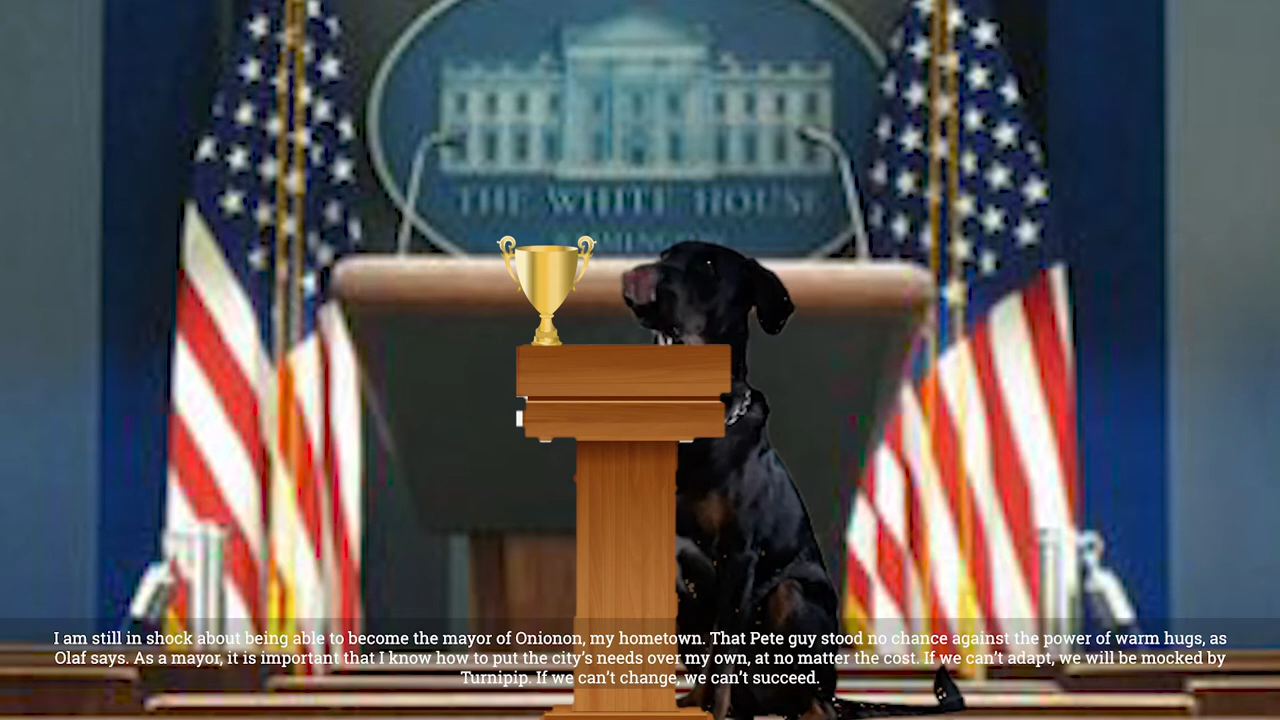 THE WHITE HOUSE
I am still in shock about being able to become the mayor of Onionon, my hometown. That Pete guy stood no chance against the power of warm hugs, as
Olaf says. As a mayor, it is important that I know how to put the city's needs over my own, at no matter the cost. If we can't adapt, we will be mocked by
Turnipip. If we can't change, we can't succeed.